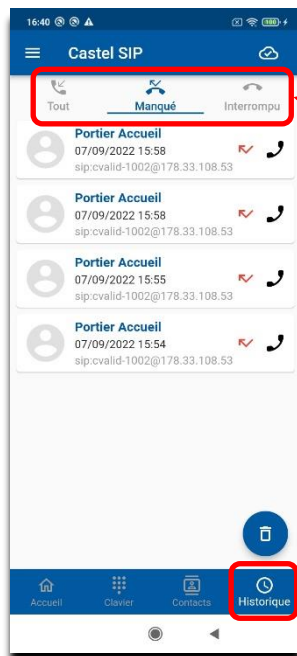 16:40
100
Castel SIP
Tout Manqué Interrompu
Portier Accueil
07/09/2022 15:58
sip:cvalid-1002@178.33.108.53
Portier Accueil
07/09/2022 15:58
sip:cvalid-1002@178.33.108.53
Portier Accueil
07/09/2022 15:55
sip:cvalid-1002@178.33.108.53
Portier Accueil
07/09/2022 15:54
sip:cvalid-1002@178.33.108.53
Accueil Clavier Contacts Historique